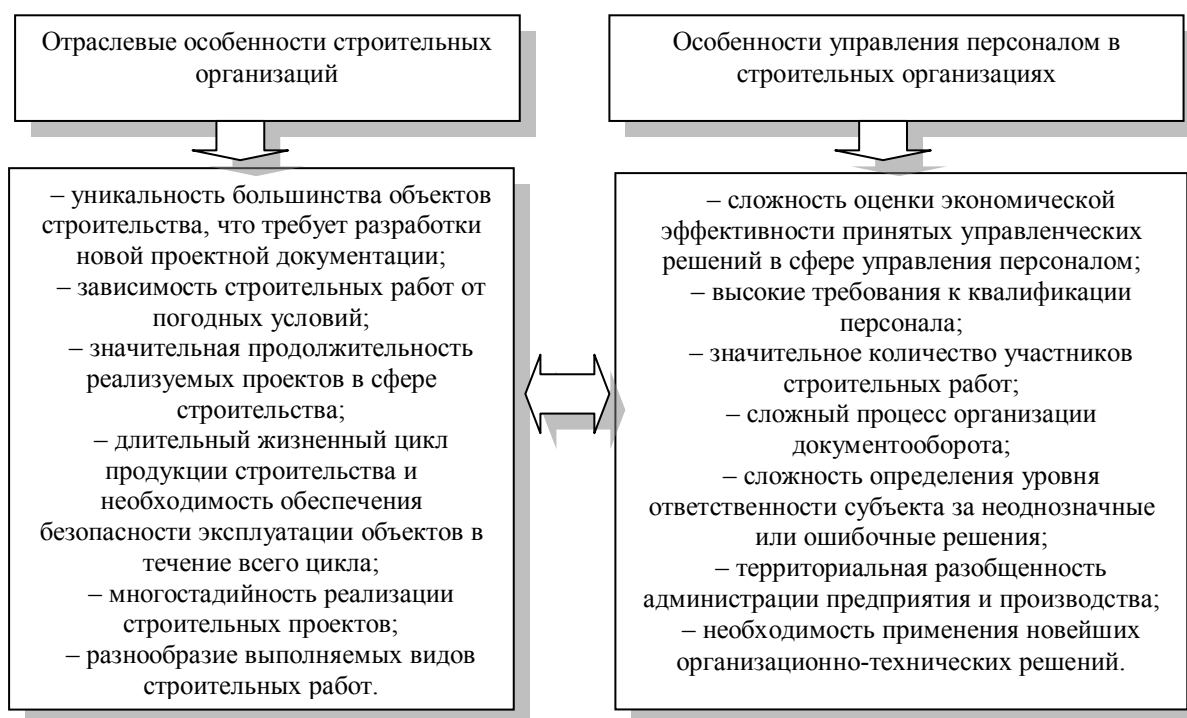 Отраслевые особенности строительных
организаций
Особенности управления персоналом в
строительных организациях
– уникальность большинства объектов
строительства, что требует разработки
новой проектной документации;
– зависимость строительных работ от
погодных условий;
– значительная продолжительность
реализуемых проектов в сфере
строительства;
– длительный жизненный цикл
продукции строительства и
необходимость обеспечения
безопасности эксплуатации объектов в
течение всего цикла;
– многостадийность реализации
строительных проектов;
– разнообразие выполняемых видов
строительных работ.
– сложность оценки экономической
эффективности принятых управленческих
решений в сфере управления персоналом;
– высокие требования к квалификации
персонала;
– значительное количество участников
строительных работ;
– сложный процесс организации
документооборота;
– сложность определения уровня
ответственности субъекта за неоднозначные
или ошибочные решения;
– территориальная разобщенность
администрации предприятия и производства;
– необходимость применения новейших
организационно-технических решений.